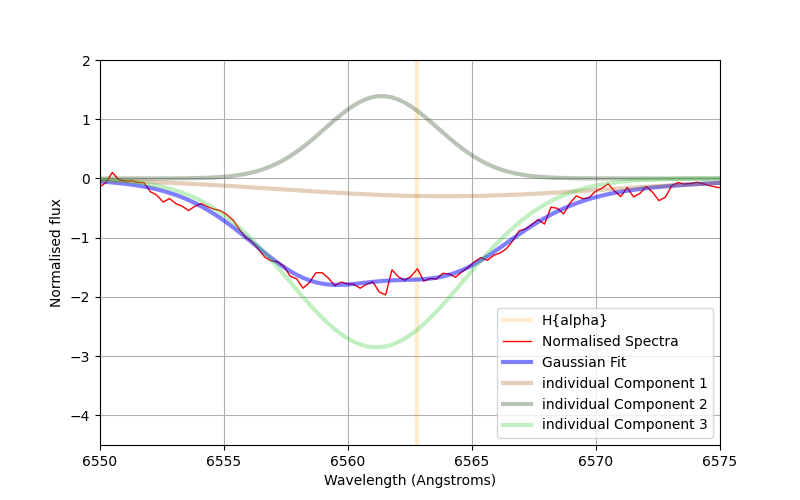 2
1
0
−1
−2
−3
−4
Normalised flux
H{alpha}
Normalised Spectra
Gaussian Fit
individual Component 1
individual Component 2
individual Component 3
6550 6555 6560 6565 6570 6575
Wavelength (Angstroms)